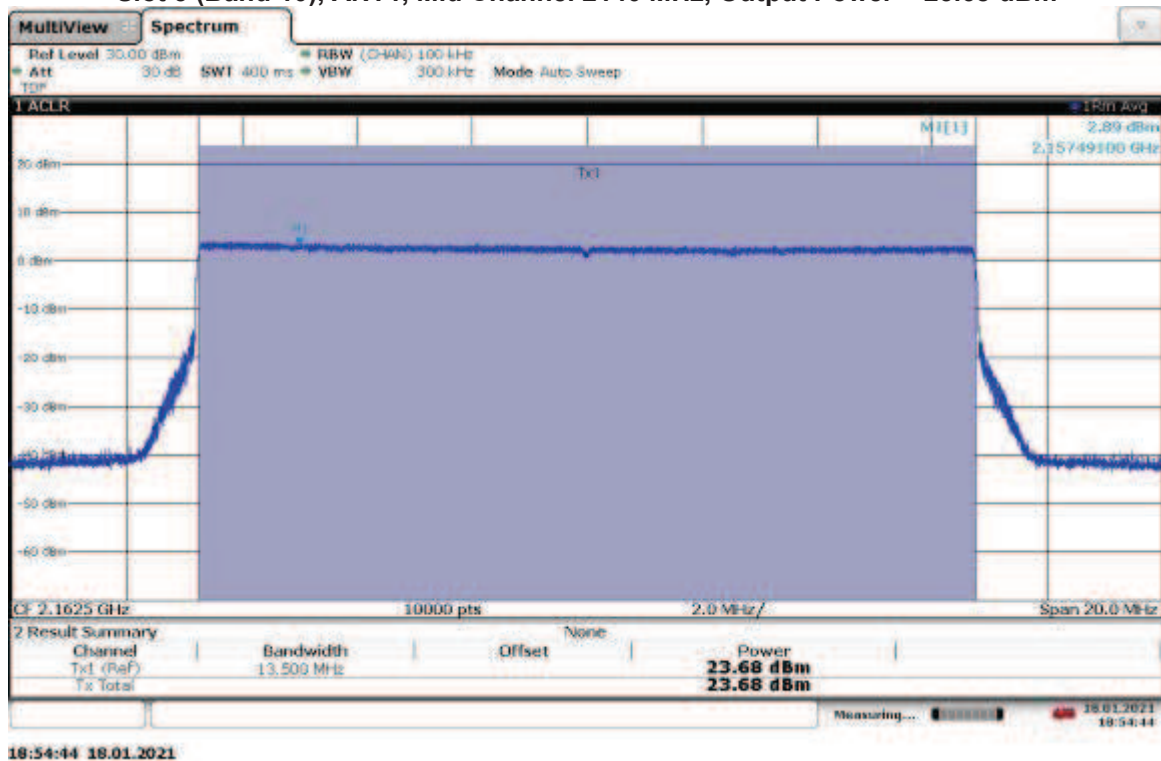 MultiView Spectrum
Ref Level 30.00 dBm RBW (CHAN) 100 kHz
Att 30 dB SWT 400 ms VBW 300 kHz Mode Auto Sweep
TDF
1 ACLR 1Rm Avg
M1[1] 2.89 dBm
2.15749100 GHz
20 dBm
Tx1
10 dBm
M1
0 dBm
-10 dBm
-20 dBm
-30 dBm
-40 dBm
-50 dBm
-60 dBm
CF 2.1625 GHz 10000 pts 2.0 MHz/ Span 20.0 MHz
2 Result Summary None
Channel Bandwidth Offset Power
Tx1 (Ref) 13.500 MHz 23.68 dBm
Tx Total 23.68 dBm
Measuring... 18.01.2021
18:54:44
18:54:44 18.01.2021